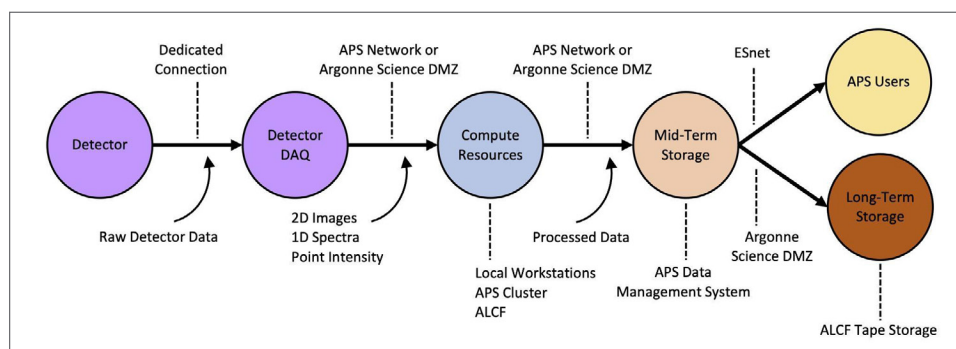 Dedicated
Connection
APS Network or
Argonne Science DMZ
APS Network or
Argonne Science DMZ
ESnet
APS Users
Detector
Detector
DAQ
Compute
Resources
Mid-Term
Storage
Long-Term
Storage
Raw Detector Data
2D Images
1D Spectra
Point Intensity
Processed Data
Argonne
Science DMZ
Local Workstations
APS Cluster
ALCF
APS Data
Management System
ALCF Tape Storage